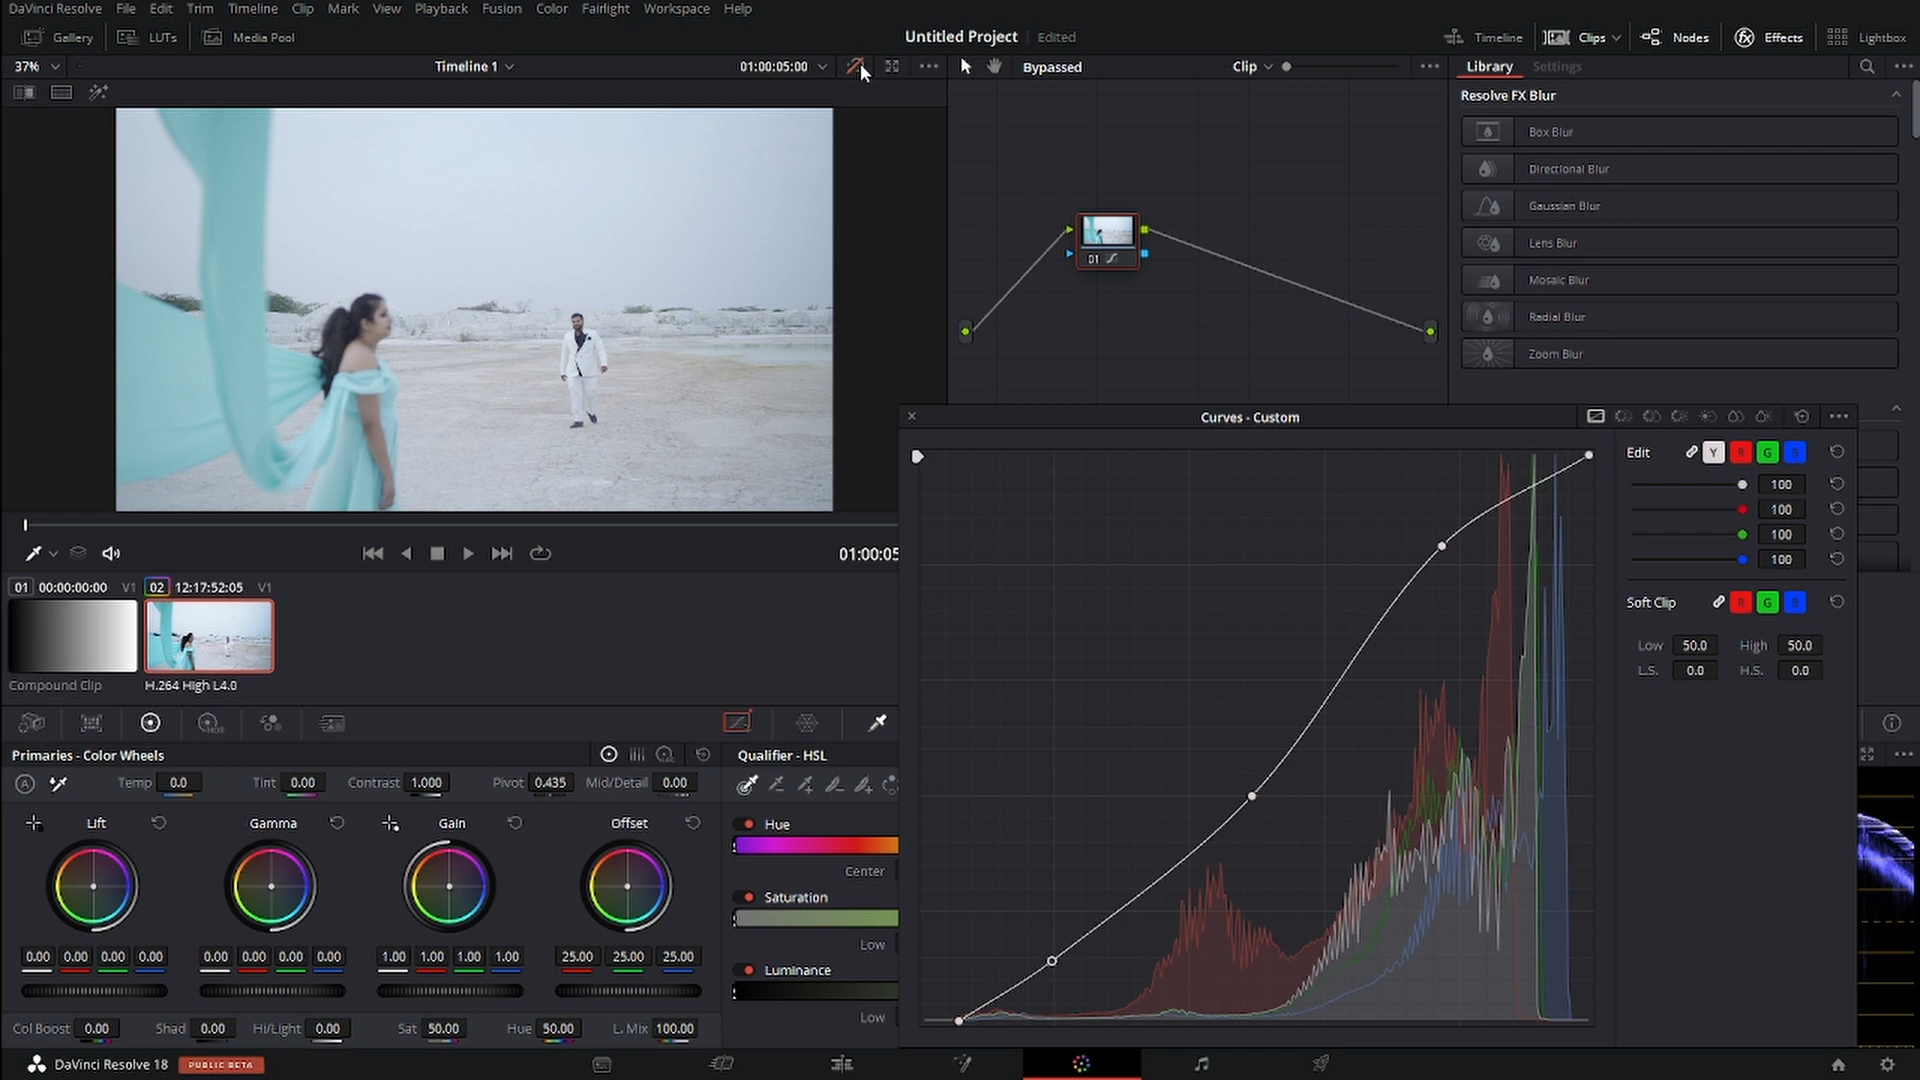 DaVinci Resolve File Edit Trim Timeline Clip Mark View Playback Fusion Color Fairlight Workspace Help
Gallery LUTs Media Pool Untitled Project Edited Timeline Clips Nodes Effects Lightbox
37% Timeline 1 01:00:05:00 Bypassed Clip Library Settings
Resolve FX Blur
Box Blur
Directional Blur
Gaussian Blur
Lens Blur
Mosaic Blur
Radial Blur
Zoom Blur
01
Curves - Custom
Edit Y R G B
100
100
100
100
Soft Clip R G B
Low 50.0 High 50.0
L.S. 0.0 H.S. 0.0
01:00:05
01 00:00:00:00 V1 02 12:17:52:05 V1
Compound Clip H.264 High L4.0
HDR
Primaries - Color Wheels Qualifier - HSL
A Temp 0.0 Tint 0.00 Contrast 1.000 Pivot 0.435 Mid/Detail 0.00
Lift Gamma Gain Offset Hue
Center
Saturation
Low
0.00 0.00 0.00 0.00 0.00 0.00 0.00 0.00 1.00 1.00 1.00 1.00 25.00 25.00 25.00
Luminance
Low
Col Boost 0.00 Shad 0.00 Hi/Light 0.00 Sat 50.00 Hue 50.00 L. Mix 100.00
DaVinci Resolve 18 PUBLIC BETA